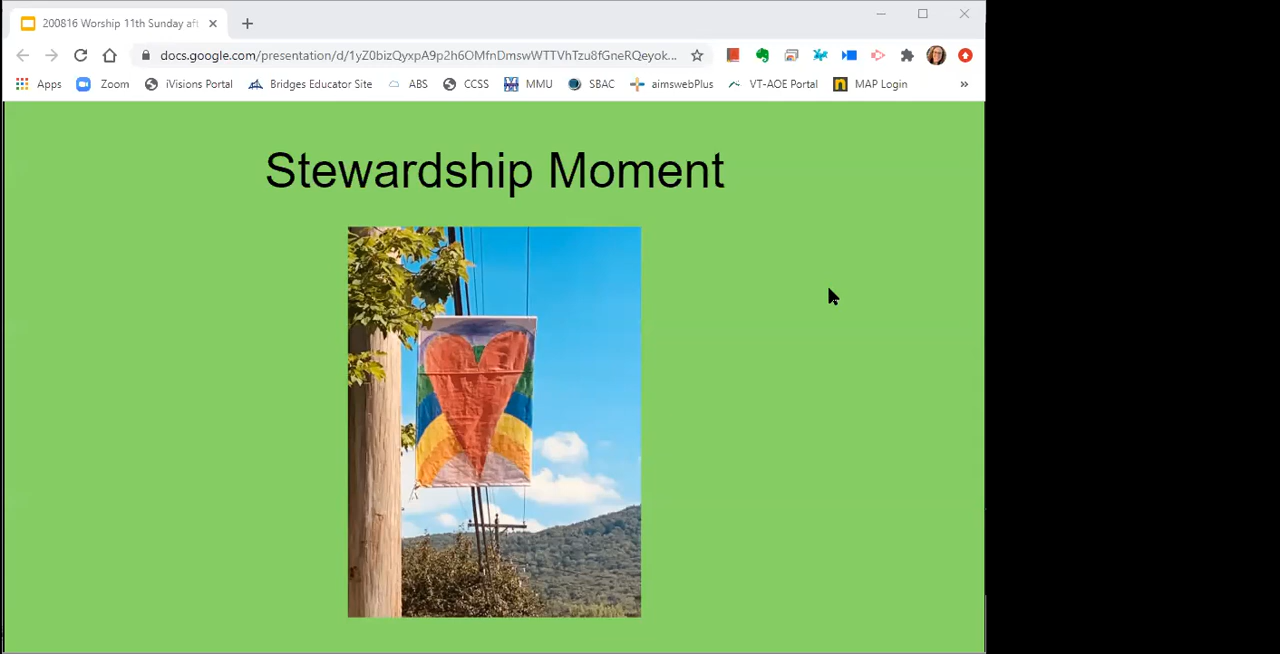 200816 Worship 11th Sunday aft
docs.google.com/presentation/d/1yZ0bizQyxpA9p2h6OMfnDmswWTTVhTzu8fGneRQeyok...
Apps Zoom iVisions Portal Bridges Educator Site ABS CCSS MMU SBAC aimswebPlus VT-AOE Portal MAP Login »
Stewardship Moment